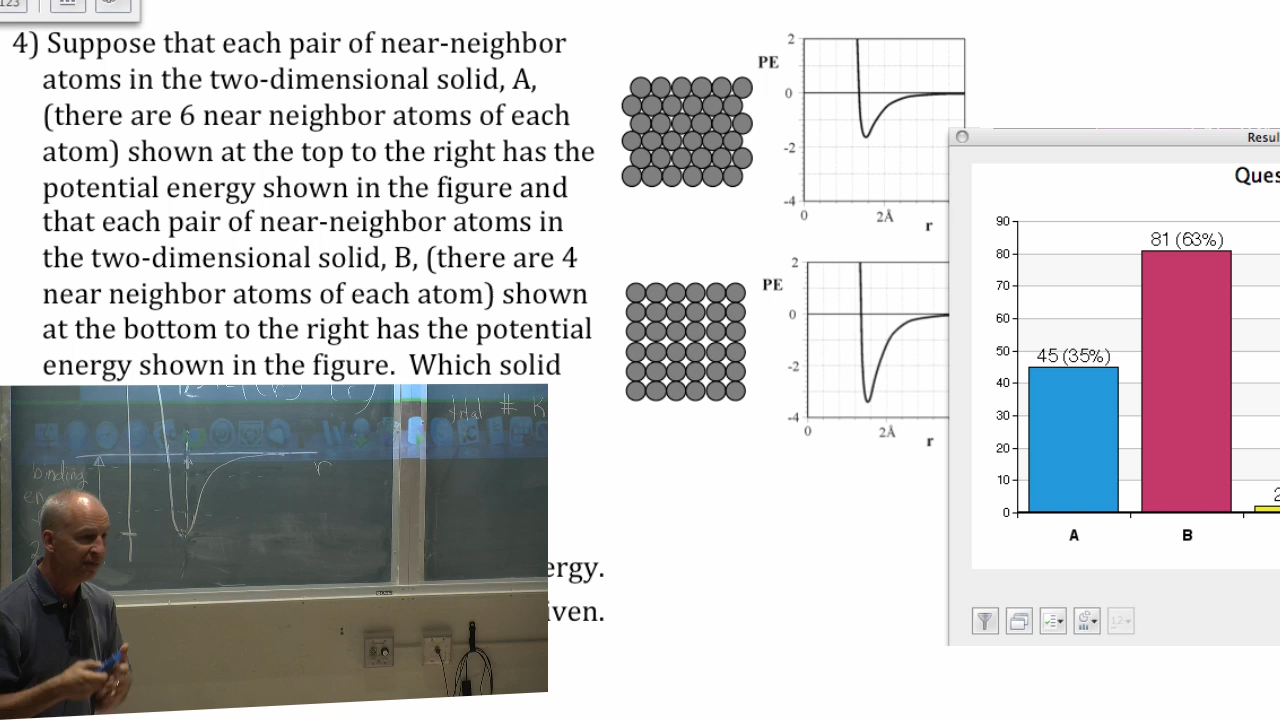 123
4) Suppose that each pair of near-neighbor
atoms in the two-dimensional solid, A,
(there are 6 near neighbor atoms of each
atom) shown at the top to the right has the
potential energy shown in the figure and
that each pair of near-neighbor atoms in
the two-dimensional solid, B, (there are 4
near neighbor atoms of each atom) shown
at the bottom to the right has the potential
energy shown in the figure. Which solid
ergy.
iven.
PE
2
0
-2
-4
0
2Å
r
PE
2
0
-2
-4
0
2Å
r
Resul
Ques
90
80
70
60
50
40
30
20
10
0
45 (35%)
81 (63%)
2
A
B
binding
total # K
r